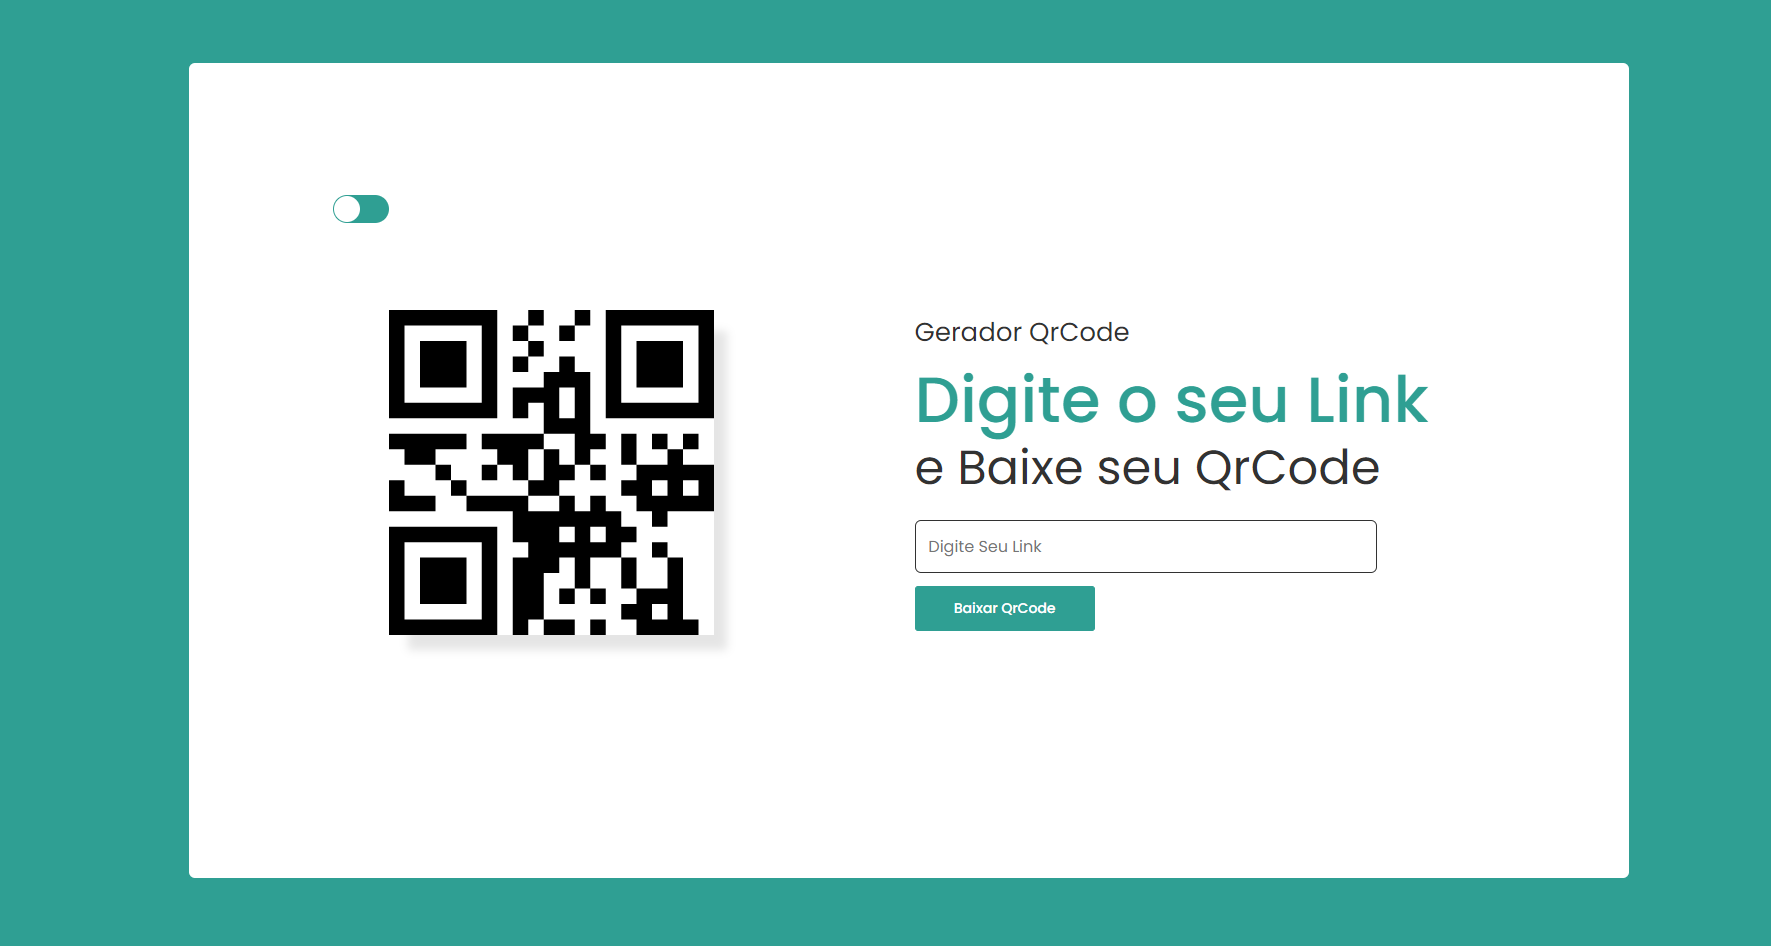 Gerador QrCode
Digite o seu Link
e Baixe seu QrCode
Digite Seu Link
Baixar QrCode